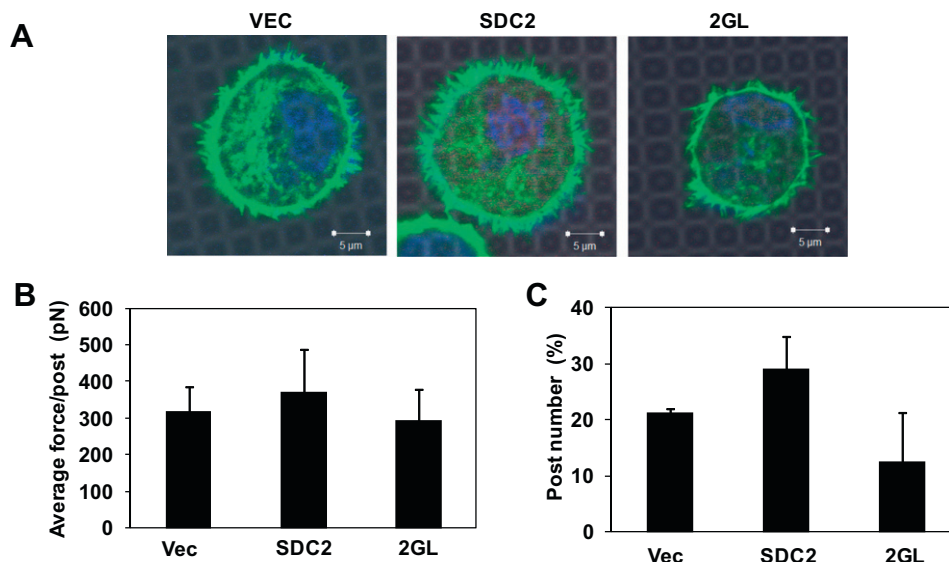 A
VEC SDC2 2GL
5 µm 5 µm 5 µm
B
Average force/post (pN)
600
500
400
300
200
100
0
Vec SDC2 2GL
C
Post number (%)
40
30
20
10
0
Vec SDC2 2GL